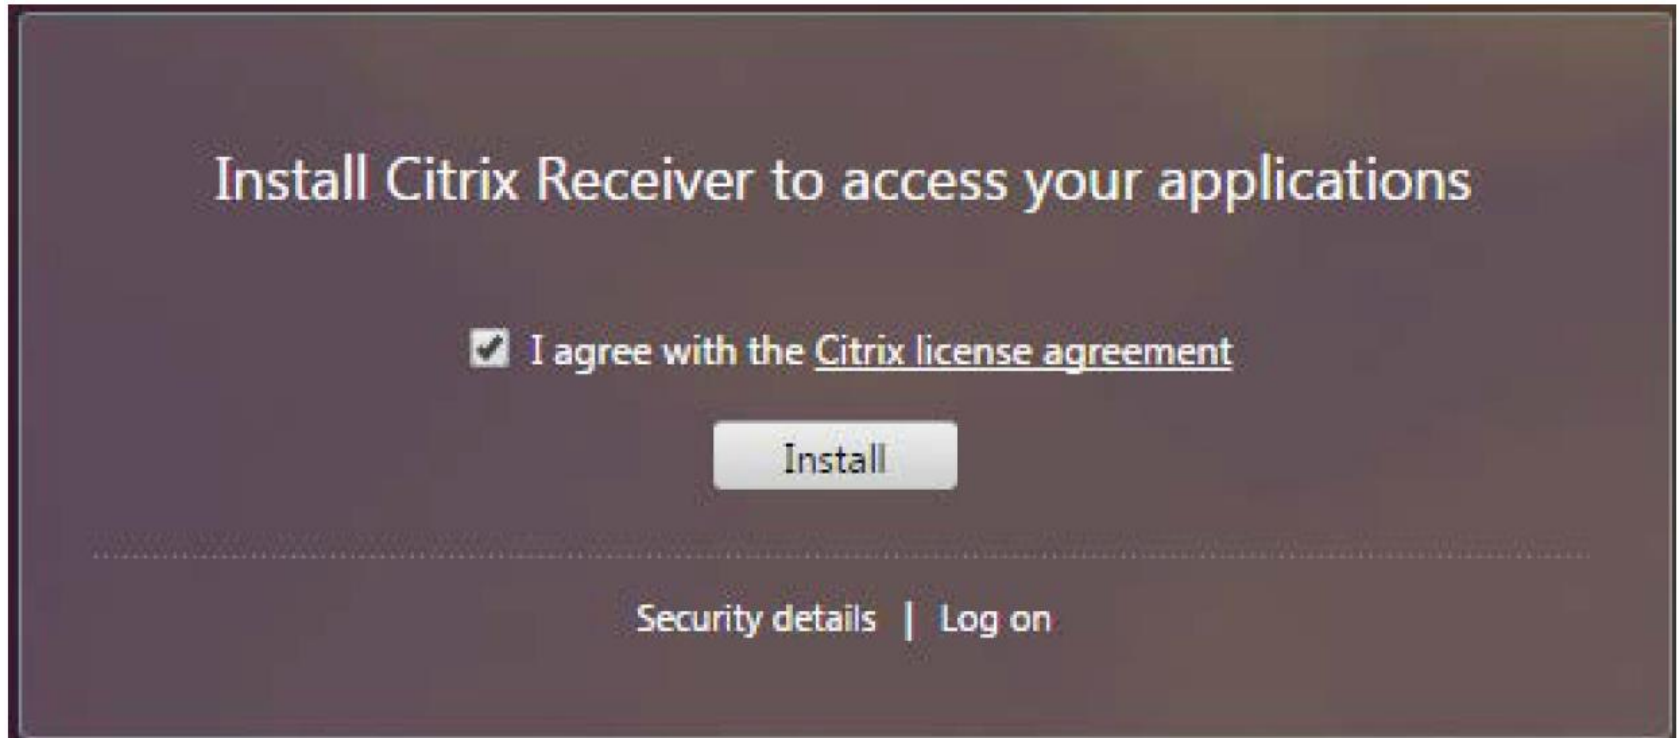 Install Citrix Receiver to access your applications
I agree with the Citrix license agreement
Install
Security details | Log on